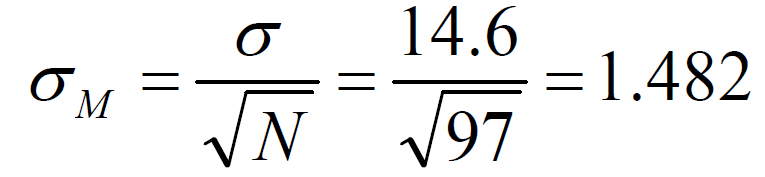 σ_M = σ/√N = 14.6/√97 = 1.482